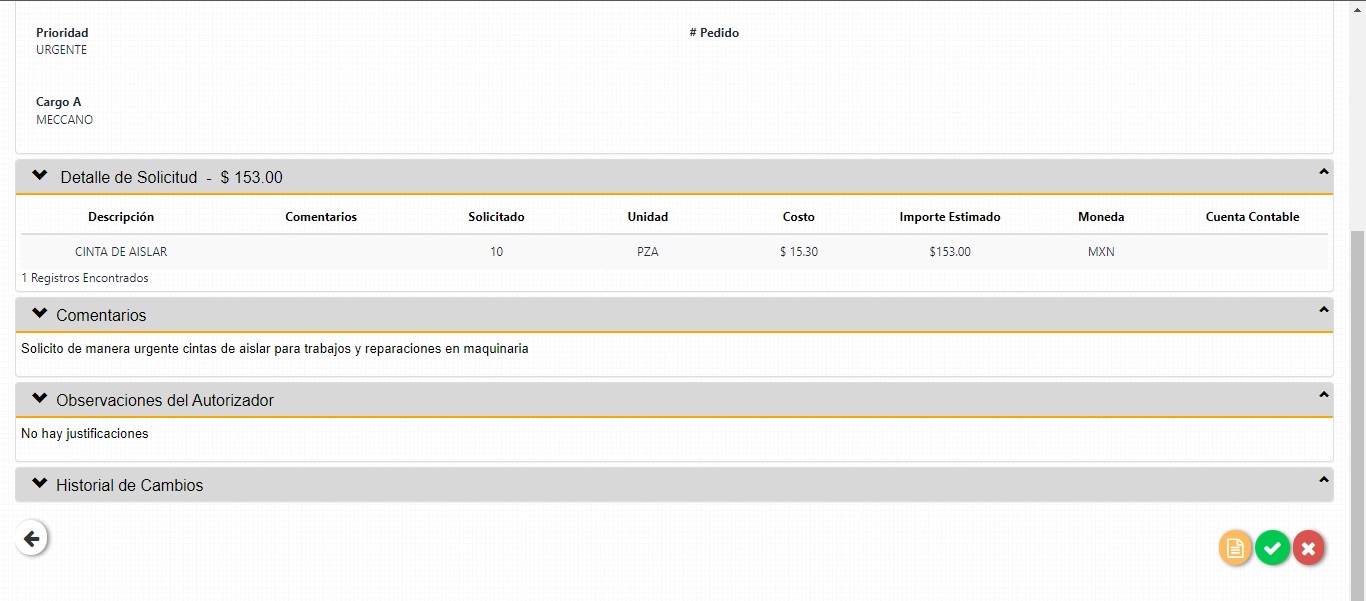 Prioridad
# Pedido
URGENTE
Cargo A
MECCANO
Detalle de Solicitud - $ 153.00
Descripción Comentarios Solicitado Unidad Costo Importe Estimado Moneda Cuenta Contable
CINTA DE AISLAR 10 PZA $ 15.30 $153.00 MXN
1 Registros Encontrados
Comentarios
Solicito de manera urgente cintas de aislar para trabajos y reparaciones en maquinaria
Observaciones del Autorizador
No hay justificaciones
Historial de Cambios